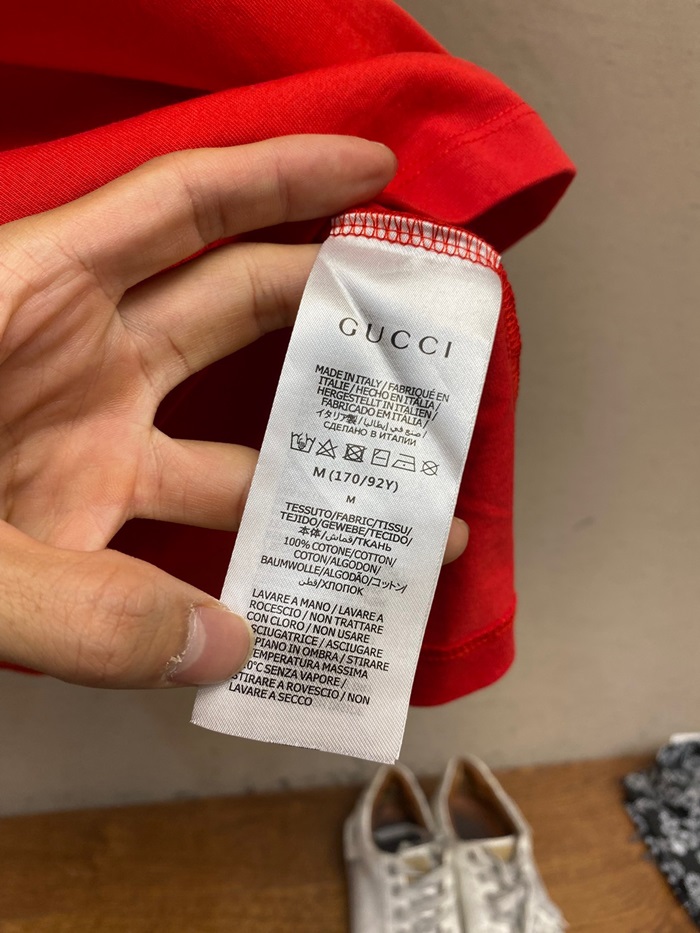 GUCCI
MADE IN ITALY / FABRIQUÉ EN
ITALIE / HECHO EN ITALIA /
HERGESTELLT IN ITALIEN /
FABRICADO EM ITALIA /
イタリア製 / صنع في إيطاليا /
СДЕЛАНО В ИТАЛИИ
M (170/92Y)
M
TESSUTO/FABRIC/TISSU/
TEJIDO/GEWEBE/TECIDO/
本体/قماش/ТКАНЬ
100% COTONE/COTTON/
COTON/ALGODON/
BAUMWOLLE/ALGODÃO/コットン/
قطن/ХЛОПОК
LAVARE A MANO / LAVARE A
ROCESCIO / NON TRATTARE
CON CLORO / NON USARE
ASCIUGATRICE / ASCIUGARE
PIANO IN OMBRA / STIRARE
TEMPERATURA MASSIMA
0°C SENZA VAPORE /
STIRARE A ROVESCIO / NON
LAVARE A SECCO